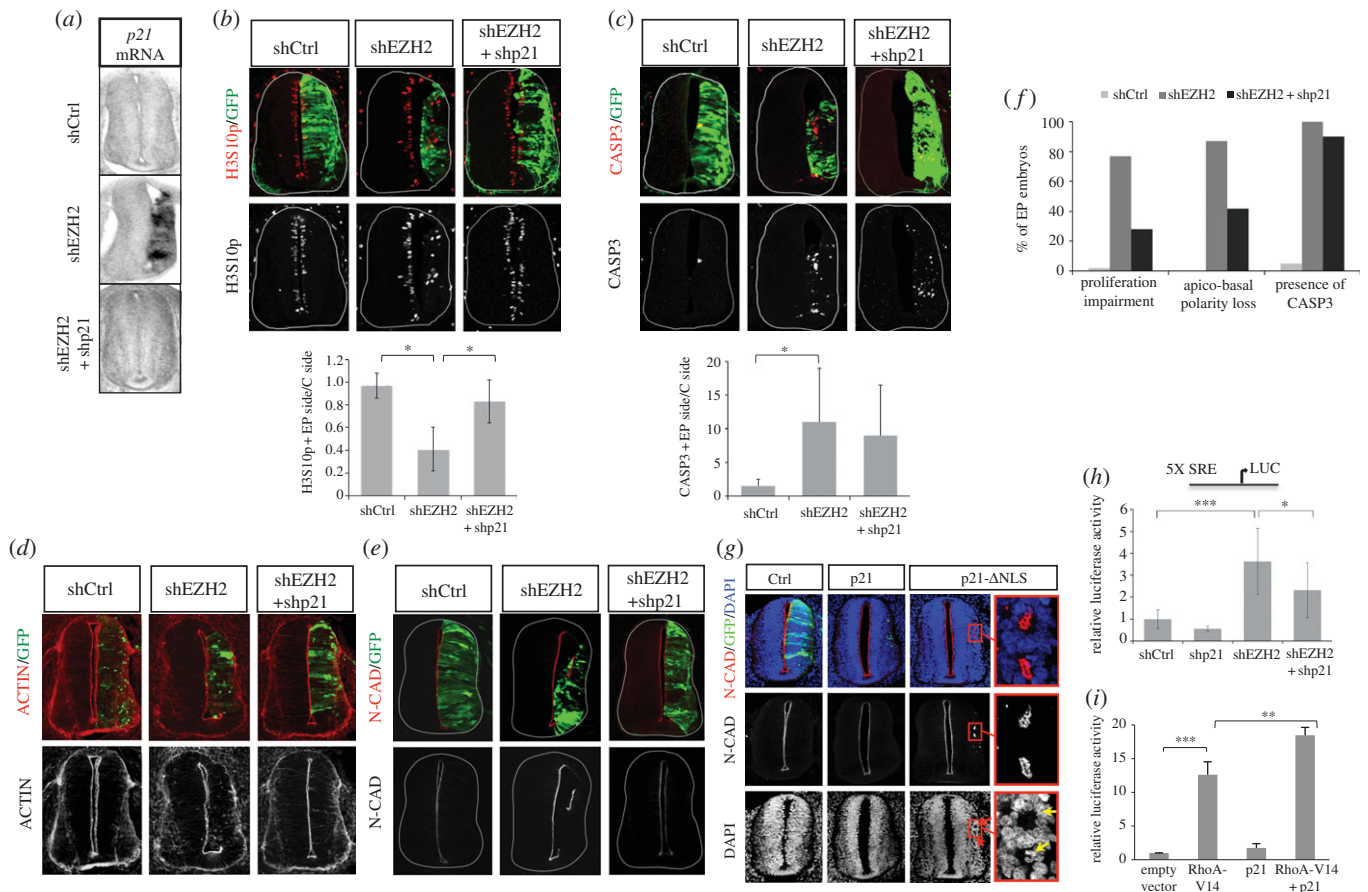 (a)
p21
mRNA
shCtrl
shEZH2
shEZH2
+ shp21
(b)
shCtrl
shEZH2
shEZH2
+ shp21
H3S10p/GFP
H3S10p
H3S10p + EP side/C side
1.2
1.0
0.8
0.6
0.4
0.2
0
*
*
shCtrl
shEZH2
shEZH2
+ shp21
(c)
shCtrl
shEZH2
shEZH2
+shp21
CASP3/GFP
CASP3
CASP3 + EP side/C side
20
15
10
5
0
*
shCtrl
shEZH2
shEZH2
+ shp21
(f)
shCtrl
shEZH2
shEZH2 + shp21
% of EP embryos
100
80
60
40
20
0
proliferation
impairment
apico-basal
polarity loss
presence of
CASP3
(d)
shCtrl
shEZH2
shEZH2
+shp21
ACTIN/GFP
ACTIN
(e)
shCtrl
shEZH2
shEZH2
+shp21
N-CAD/GFP
N-CAD
(g)
Ctrl
p21
p21-ΔNLS
N-CAD/GFP/DAPI
N-CAD
DAPI
(h)
5X SRE
LUC
***
*
relative luciferase activity
6
5
4
3
2
1
0
shCtrl
shp21
shEZH2
shEZH2
+ shp21
(i)
relative luciferase activity
20
15
10
5
0
***
**
empty
vector
RhoA-
V14
p21
RhoA-V14
+ p21